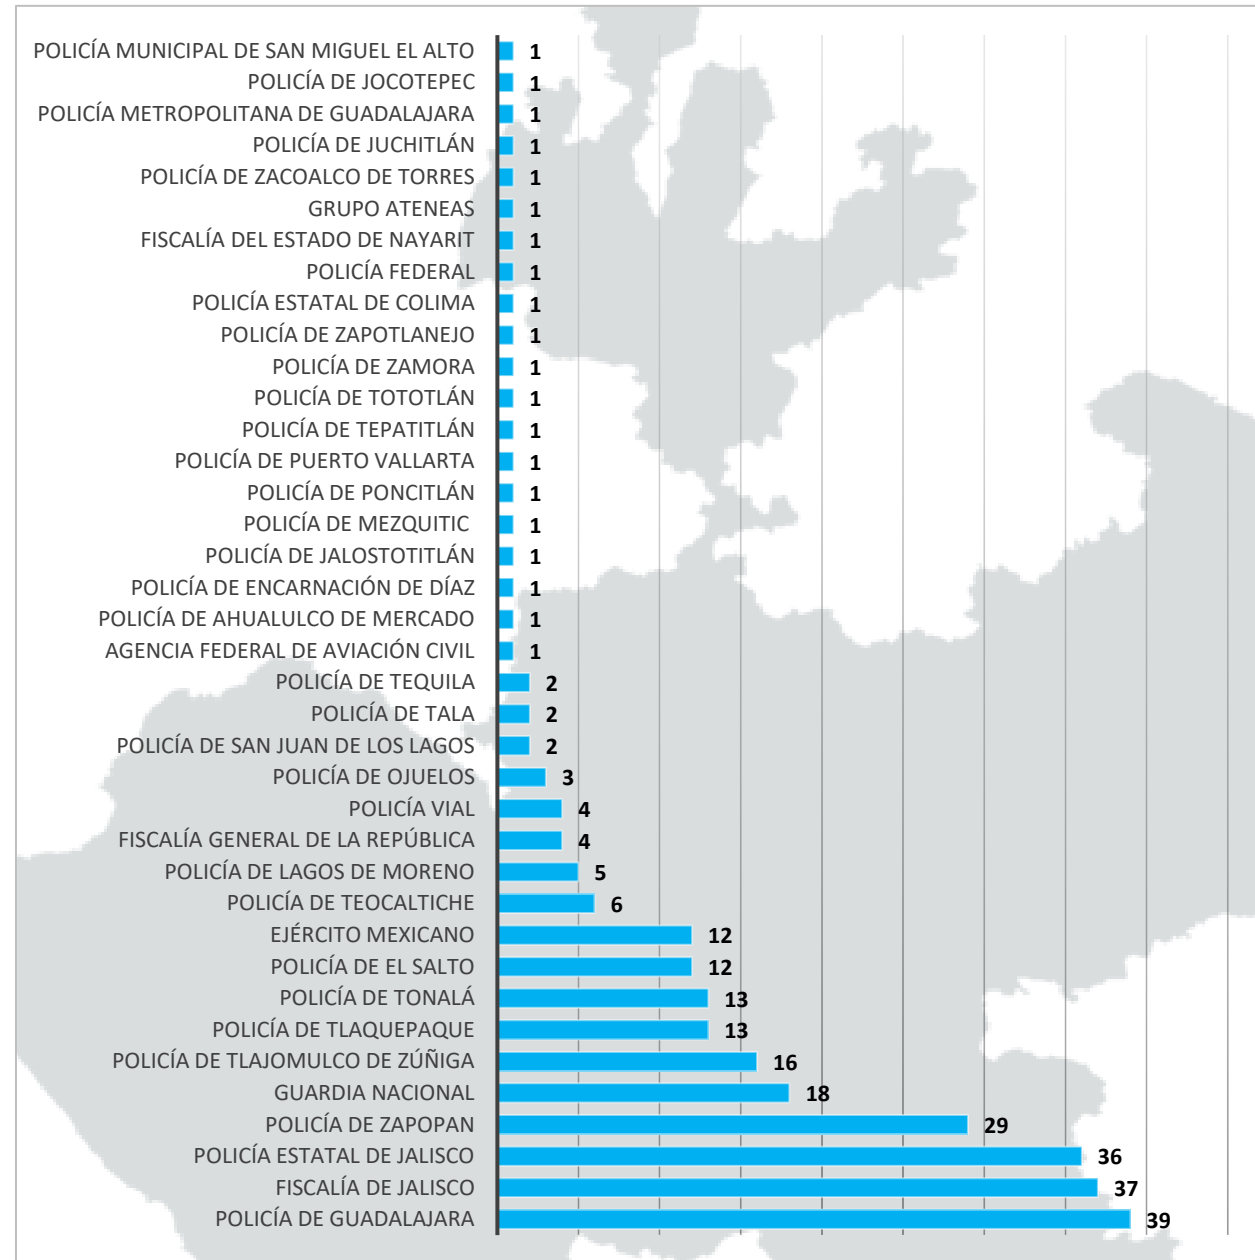 POLICÍA MUNICIPAL DE SAN MIGUEL EL ALTO 1
POLICÍA DE JOCOTEPEC 1
POLICÍA METROPOLITANA DE GUADALAJARA 1
POLICÍA DE JUCHITLÁN 1
POLICÍA DE ZACOALCO DE TORRES 1
GRUPO ATENEAS 1
FISCALÍA DEL ESTADO DE NAYARIT 1
POLICÍA FEDERAL 1
POLICÍA ESTATAL DE COLIMA 1
POLICÍA DE ZAPOTLANEJO 1
POLICÍA DE ZAMORA 1
POLICÍA DE TOTOTLÁN 1
POLICÍA DE TEPATITLÁN 1
POLICÍA DE PUERTO VALLARTA 1
POLICÍA DE PONCITLÁN 1
POLICÍA DE MEZQUITIC 1
POLICÍA DE JALOSTOTITLÁN 1
POLICÍA DE ENCARNACIÓN DE DÍAZ 1
POLICÍA DE AHUALULCO DE MERCADO 1
AGENCIA FEDERAL DE AVIACIÓN CIVIL 1
POLICÍA DE TEQUILA 2
POLICÍA DE TALA 2
POLICÍA DE SAN JUAN DE LOS LAGOS 2
POLICÍA DE OJUELOS 3
POLICÍA VIAL 4
FISCALÍA GENERAL DE LA REPÚBLICA 4
POLICÍA DE LAGOS DE MORENO 5
POLICÍA DE TEOCALTICHE 6
EJÉRCITO MEXICANO 12
POLICÍA DE EL SALTO 12
POLICÍA DE TONALÁ 13
POLICÍA DE TLAQUEPAQUE 13
POLICÍA DE TLAJOMULCO DE ZÚÑIGA 16
GUARDIA NACIONAL 18
POLICÍA DE ZAPOPAN 29
POLICÍA ESTATAL DE JALISCO 36
FISCALÍA DE JALISCO 37
POLICÍA DE GUADALAJARA 39